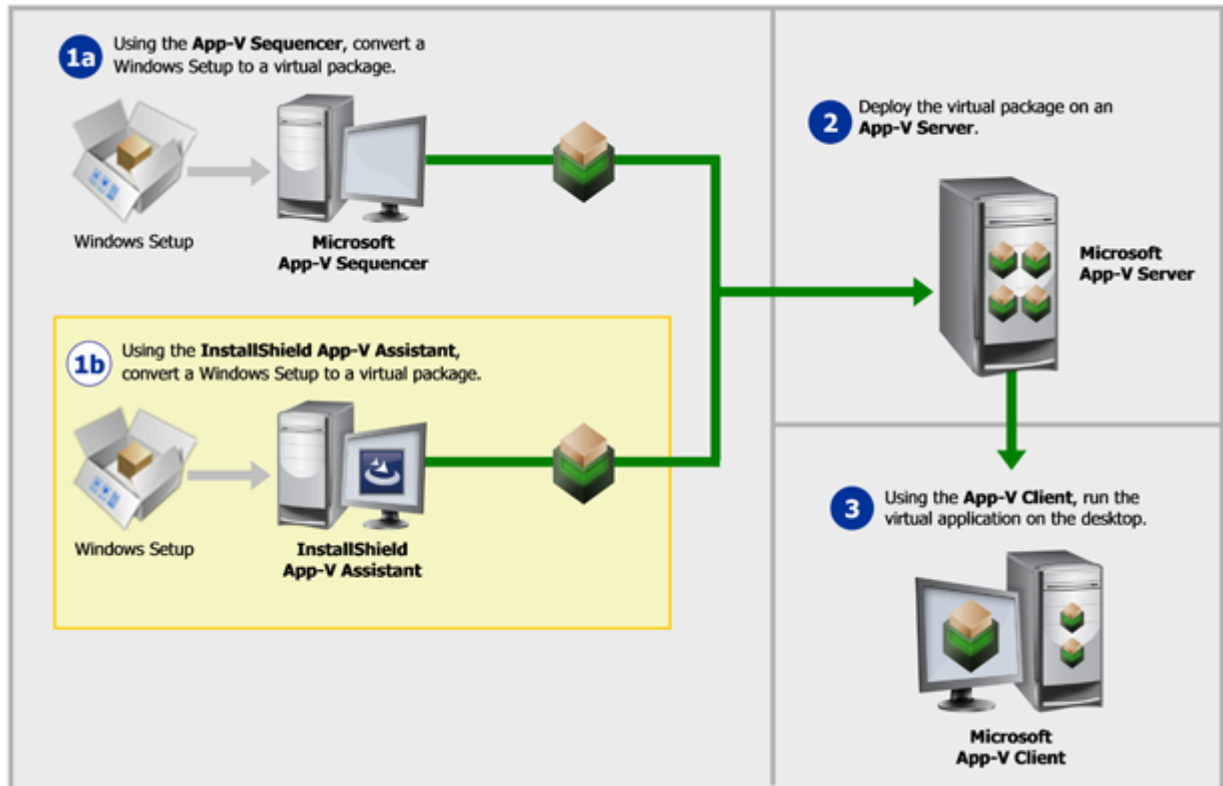 1a
Using the App-V Sequencer, convert a
Windows Setup to a virtual package.
Windows Setup
Microsoft
App-V Sequencer
1b
Using the InstallShield App-V Assistant,
convert a Windows Setup to a virtual package.
Windows Setup
InstallShield
App-V Assistant
2
Deploy the virtual package on an
App-V Server.
Microsoft
App-V Server
3
Using the App-V Client, run the
virtual application on the desktop.
Microsoft
App-V Client